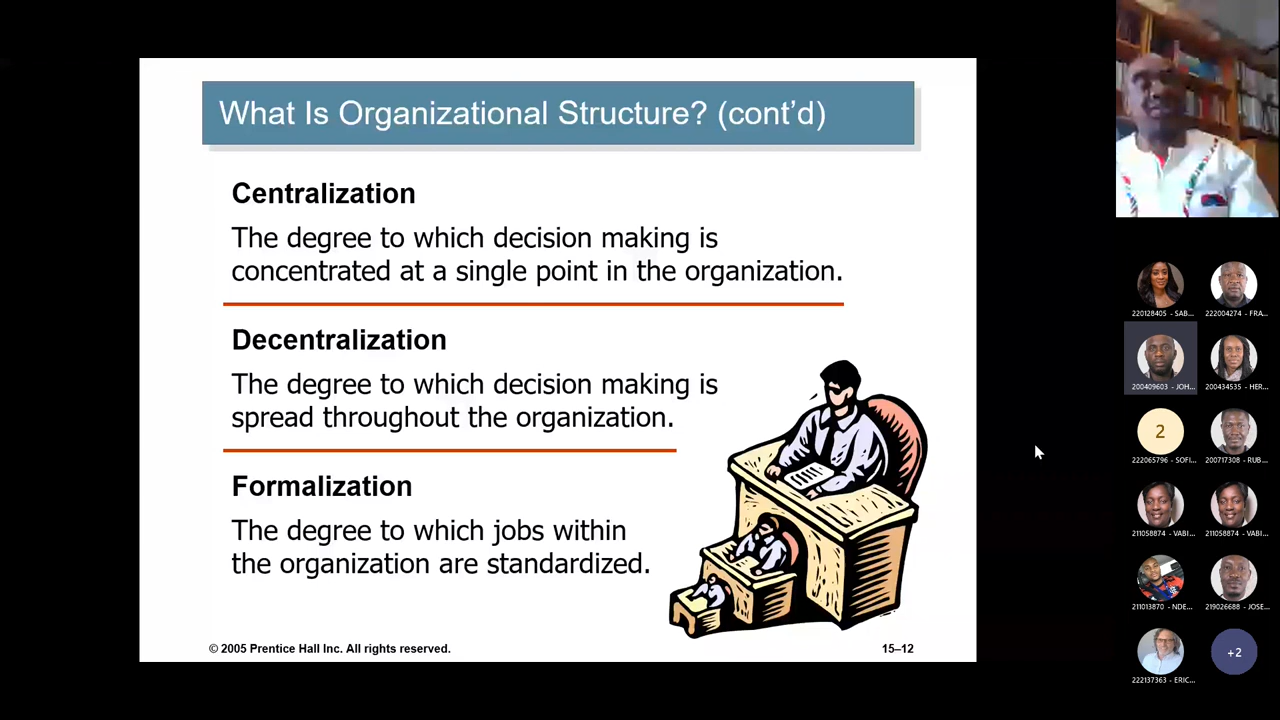 What Is Organizational Structure? (cont’d)
Centralization
The degree to which decision making is
concentrated at a single point in the organization.
Decentralization
The degree to which decision making is
spread throughout the organization.
Formalization
The degree to which jobs within
the organization are standardized.
© 2005 Prentice Hall Inc. All rights reserved.
15–12
220128405 - SAB...
222004274 - FRA...
200409603 - JOH...
200434535 - HER...
2
222065796 - SOFI...
200717308 - RUB...
211058874 - VABI...
211058874 - VABI...
211013870 - NDE...
219026688 - JOSE...
222137363 - ERIC...
+2